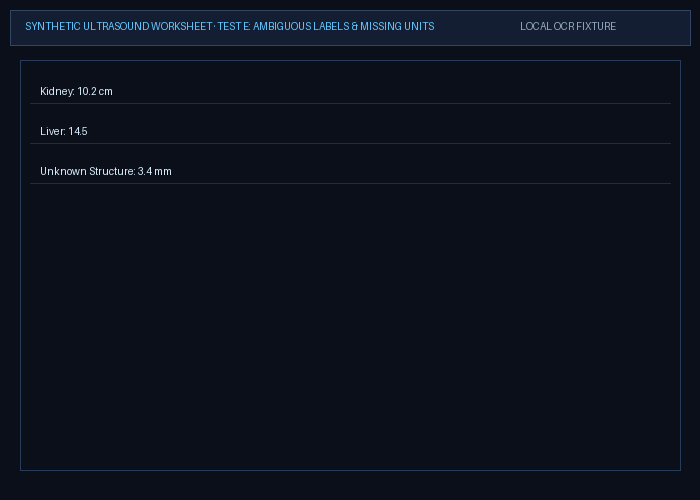 SYNTHETIC ULTRASOUND WORKSHEET · TEST E: AMBIGUOUS LABELS & MISSING UNITS
LOCAL OCR FIXTURE
Kidney: 10.2 cm
Liver: 14.5
Unknown Structure: 3.4 mm